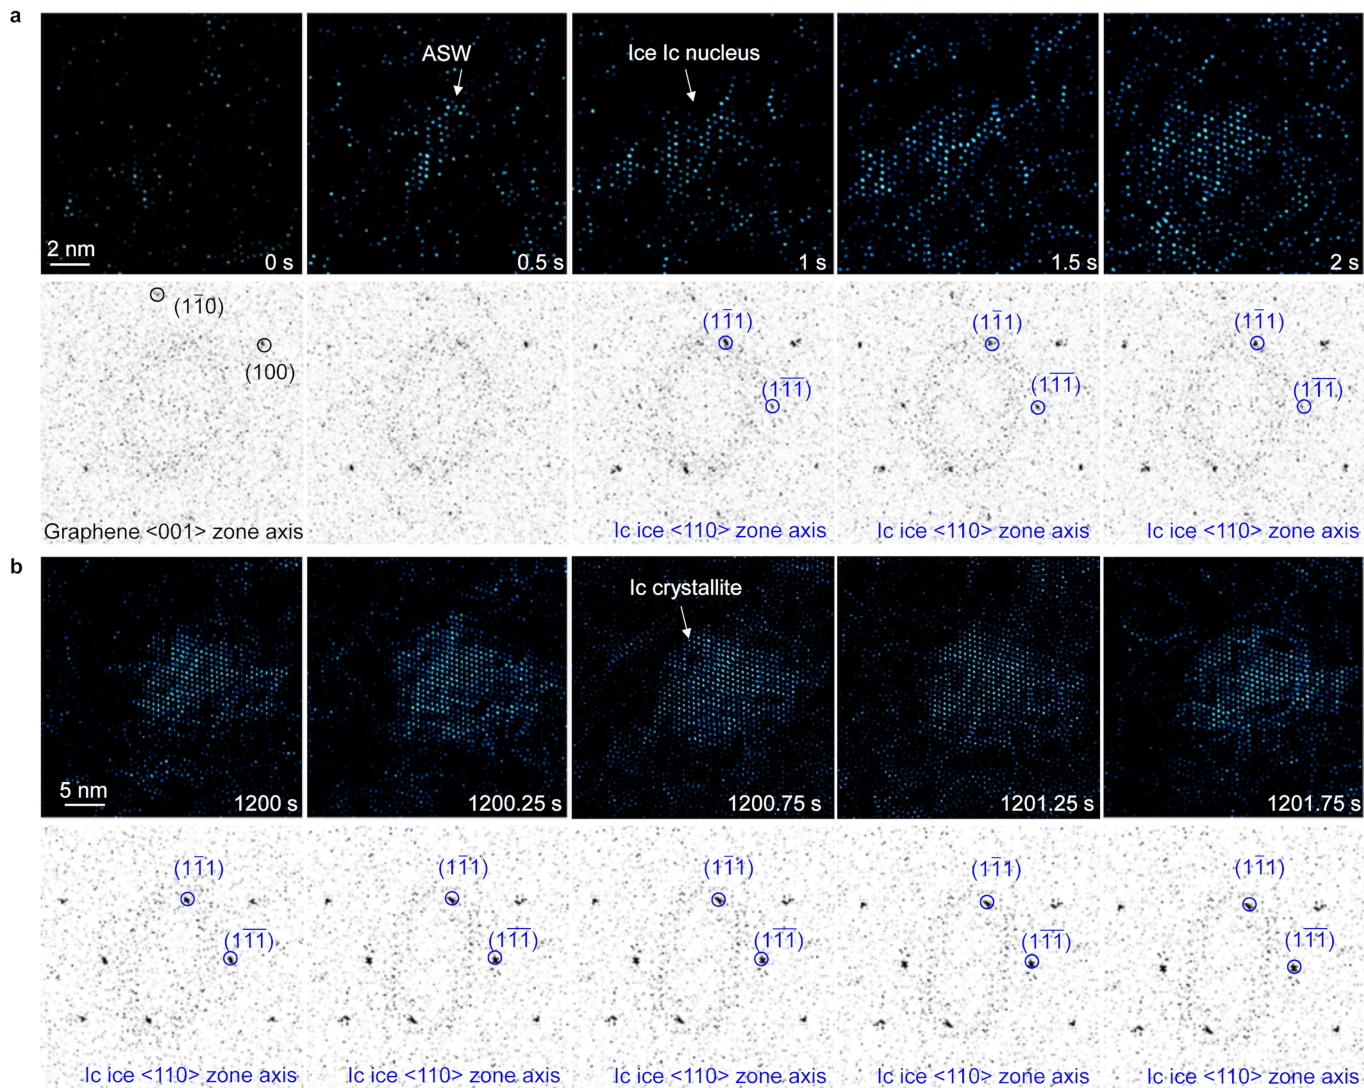 a
ASW
Ice Ic nucleus
2 nm
0 s
0.5 s
1 s
1.5 s
2 s
(11̅0)
(100)
(11̅1)
(11̅1̅)
(11̅1)
(11̅1̅)
(11̅1)
(11̅1̅)
Graphene <001> zone axis
Ic ice <110> zone axis
Ic ice <110> zone axis
Ic ice <110> zone axis
b
Ic crystallite
5 nm
1200 s
1200.25 s
1200.75 s
1201.25 s
1201.75 s
(11̅1)
(11̅1̅)
(11̅1)
(11̅1̅)
(11̅1)
(11̅1̅)
(11̅1)
(11̅1̅)
(11̅1)
(11̅1̅)
Ic ice <110> zone axis
Ic ice <110> zone axis
Ic ice <110> zone axis
Ic ice <110> zone axis
Ic ice <110> zone axis